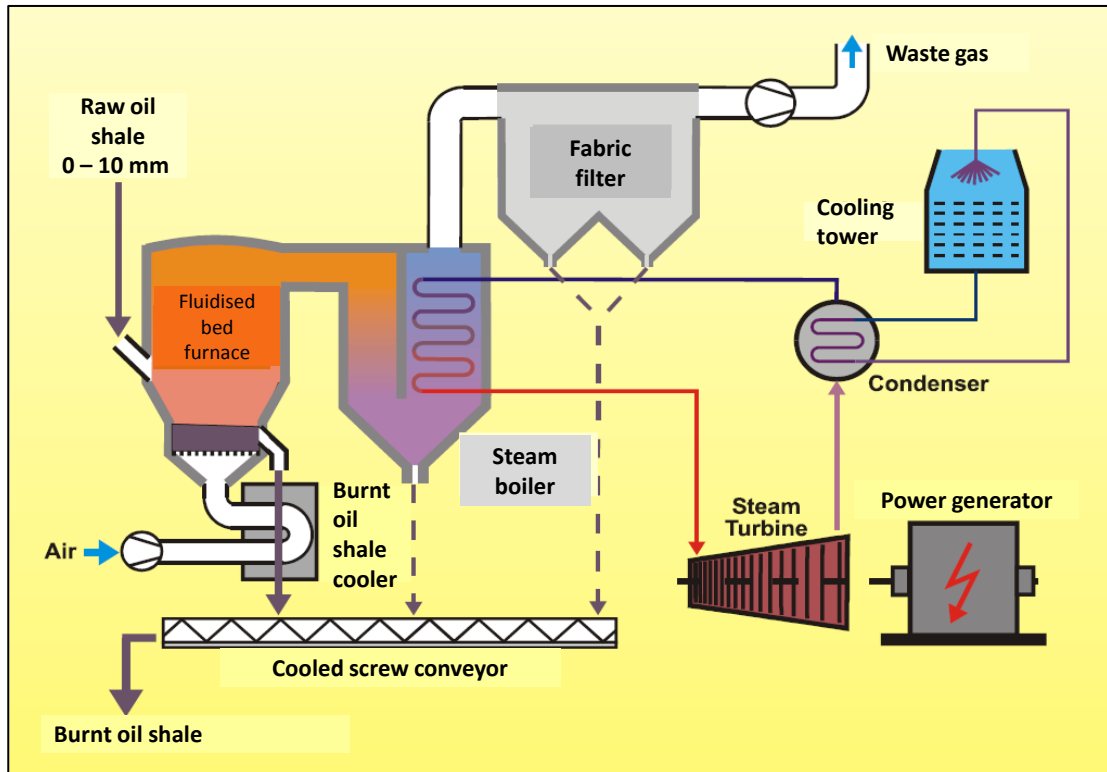 Waste gas
Raw oil
shale
0 – 10 mm
Fabric
filter
Cooling
tower
Fluidised
bed
furnace
Condenser
Steam
boiler
Burnt
oil
shale
cooler
Steam
Turbine
Power generator
Air
Cooled screw conveyor
Burnt oil shale